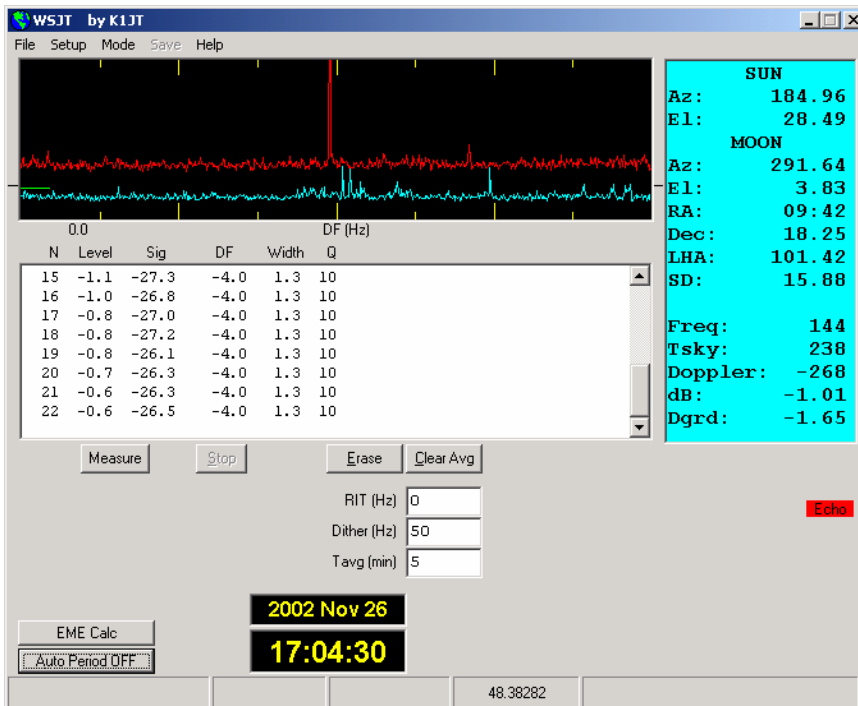 WSJT by K1JT
File Setup Mode Save Help
0.0 DF (Hz)
N Level Sig DF Width Q
15 -1.1 -27.3 -4.0 1.3 10
16 -1.0 -26.8 -4.0 1.3 10
17 -0.8 -27.0 -4.0 1.3 10
18 -0.8 -27.2 -4.0 1.3 10
19 -0.8 -26.1 -4.0 1.3 10
20 -0.7 -26.3 -4.0 1.3 10
21 -0.6 -26.3 -4.0 1.3 10
22 -0.6 -26.5 -4.0 1.3 10
SUN
Az: 184.96
El: 28.49
MOON
Az: 291.64
El: 3.83
RA: 09:42
Dec: 18.25
LHA: 101.42
SD: 15.88
Freq: 144
Tsky: 238
Doppler: -268
dB: -1.01
Dgrd: -1.65
Measure Stop Erase Clear Avg
RIT (Hz) 0
Dither (Hz) 50
Tavg (min) 5
Echo
2002 Nov 26
17:04:30
EME Calc
Auto Period OFF
48.38282